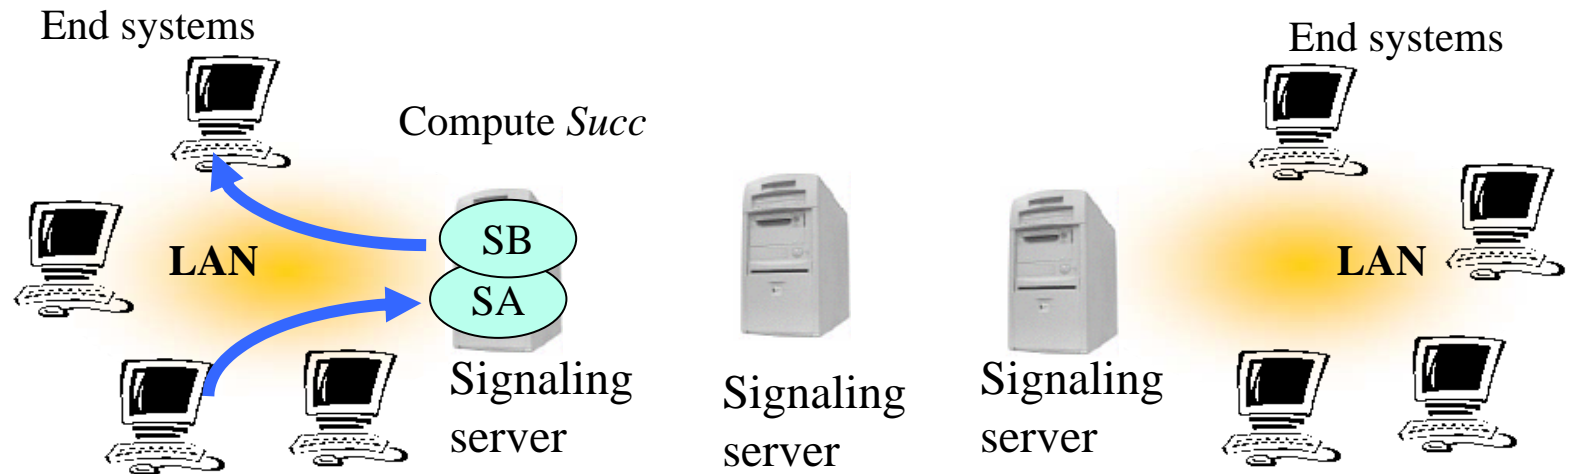 End systems
End systems
Compute Succ
SB
LAN
LAN
SA
Signaling
server
Signaling
server
Signaling
server